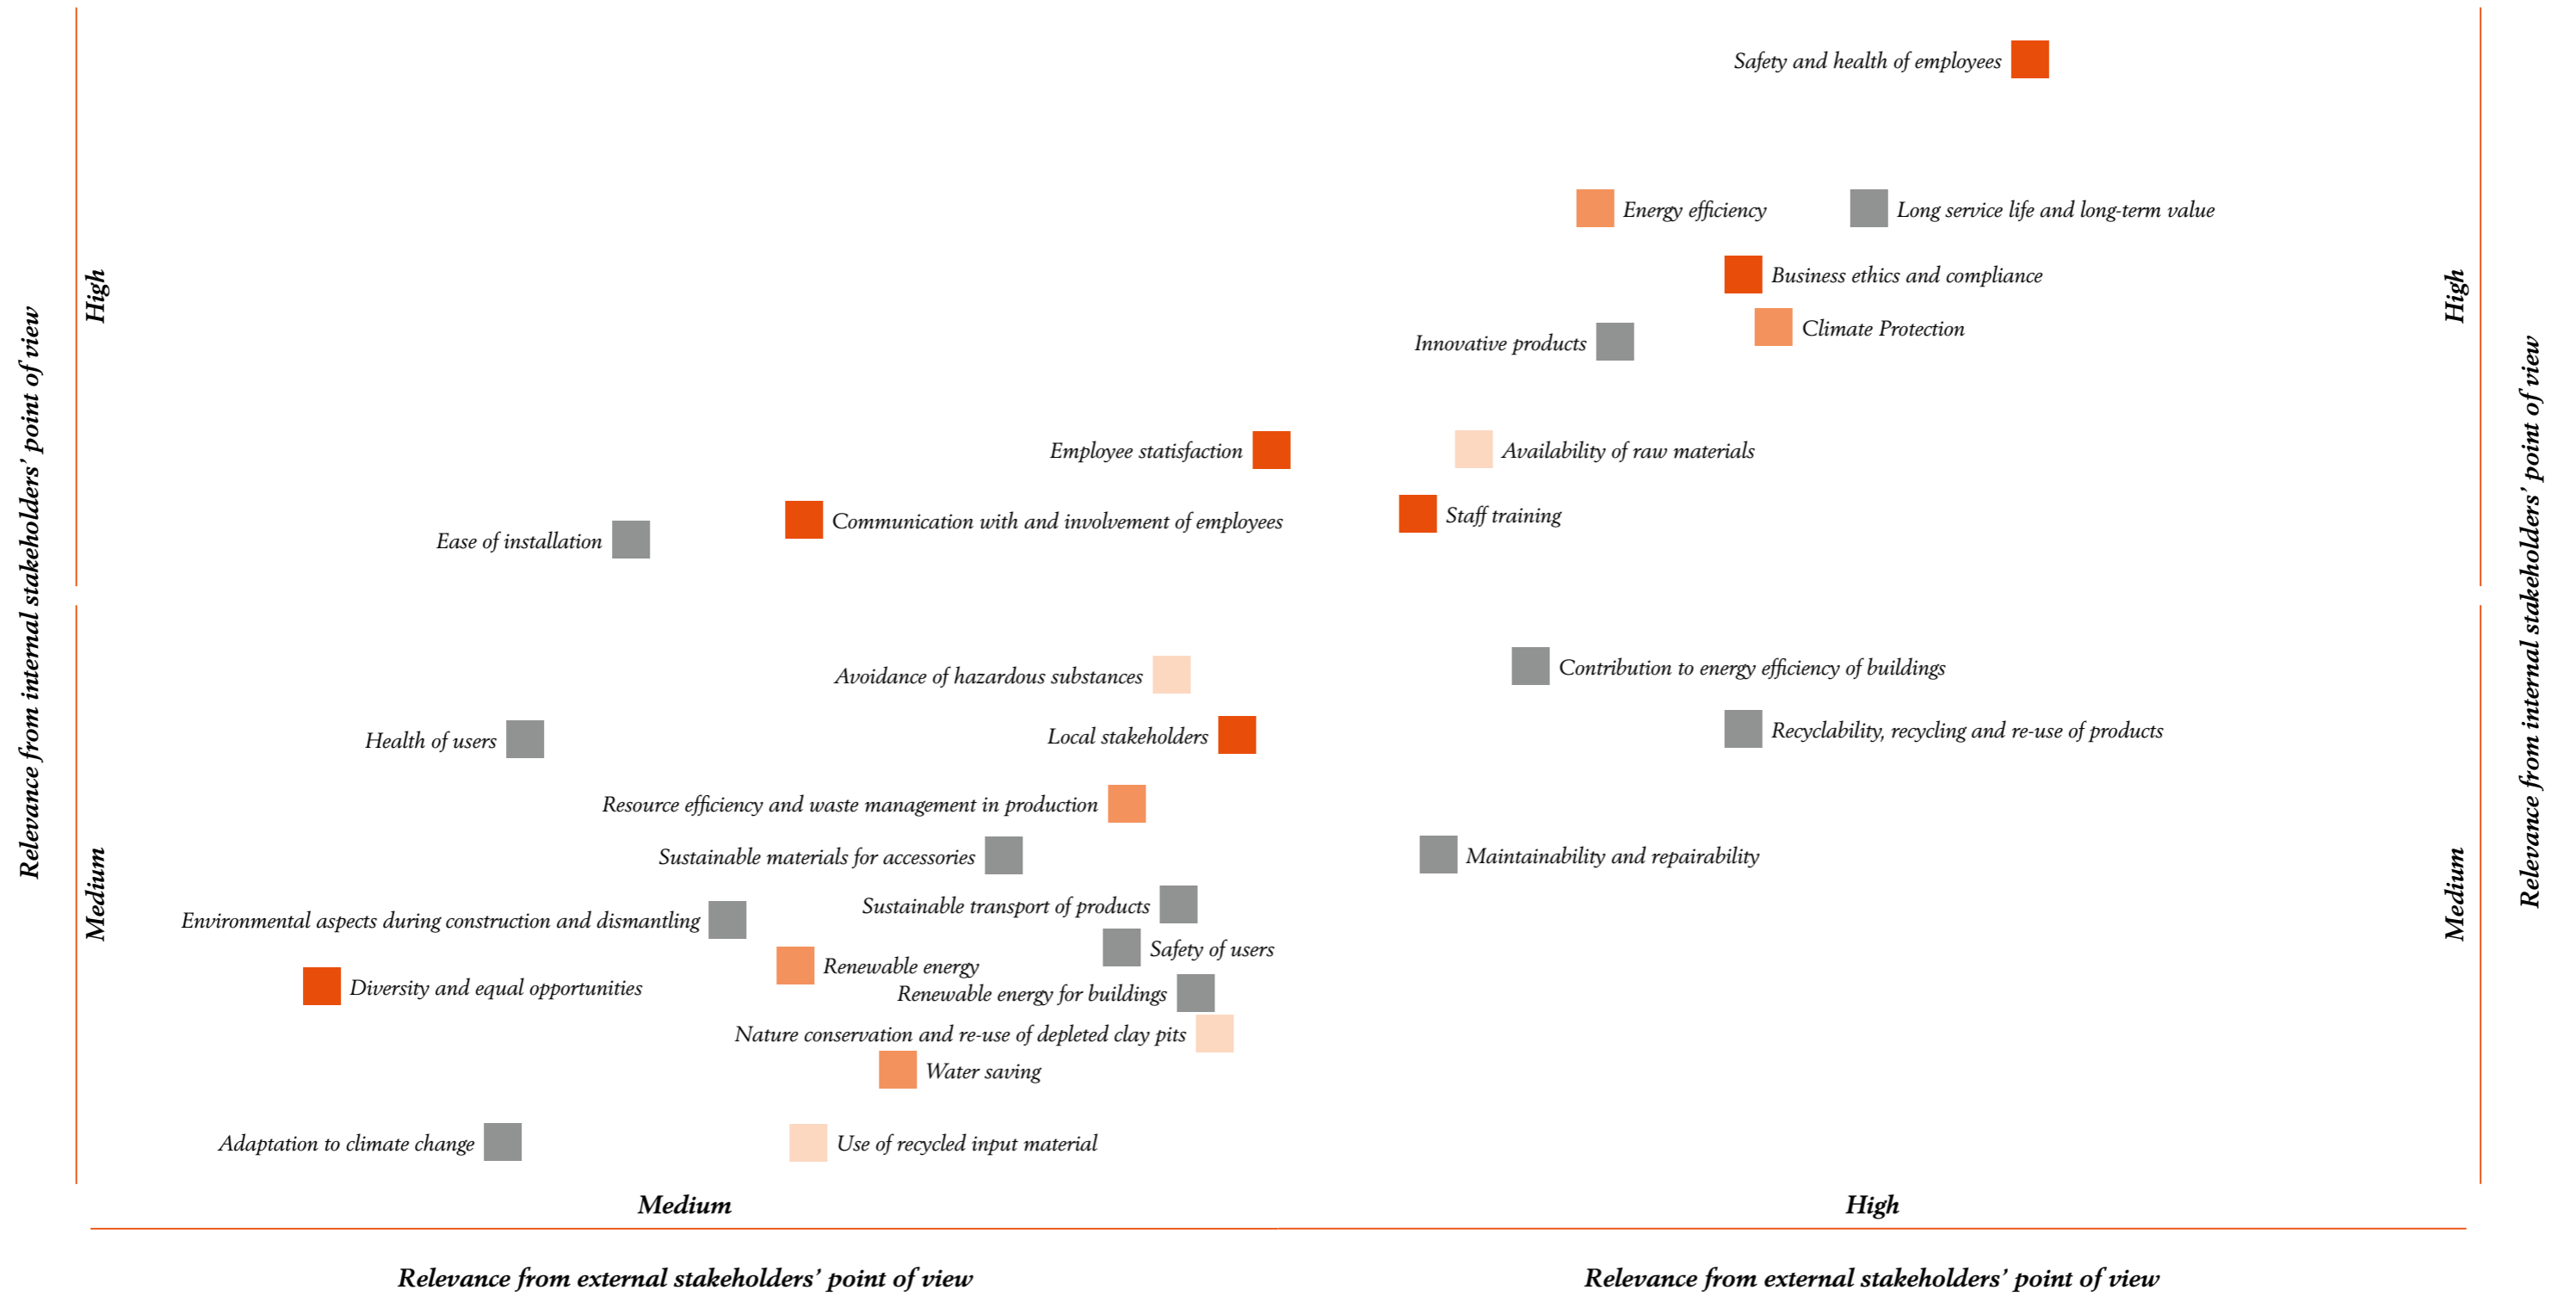 Safety and health of employees
Energy efficiency
Long service life and long-term value
Business ethics and compliance
Climate Protection
Innovative products
Employee statisfaction
Availability of raw materials
Staff training
Communication with and involvement of employees
Ease of installation
High
High
Relevance from internal stakeholders’ point of view
Relevance from internal stakeholders’ point of view
Contribution to energy efficiency of buildings
Avoidance of hazardous substances
Recyclability, recycling and re-use of products
Local stakeholders
Health of users
Resource efficiency and waste management in production
Sustainable materials for accessories
Maintainability and repairability
Sustainable transport of products
Environmental aspects during construction and dismantling
Safety of users
Renewable energy
Diversity and equal opportunities
Renewable energy for buildings
Nature conservation and re-use of depleted clay pits
Water saving
Adaptation to climate change
Use of recycled input material
Medium
Medium
Medium
High
Relevance from external stakeholders’ point of view
Relevance from external stakeholders’ point of view